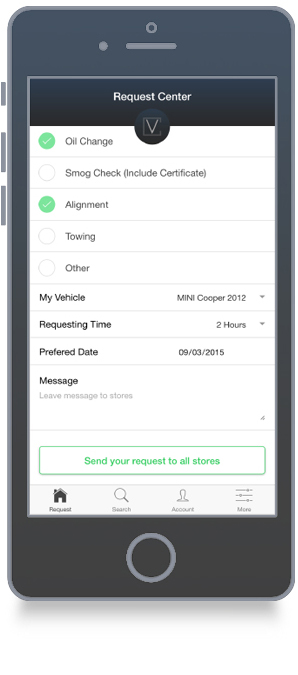 Request Center
V
Oil Change
Smog Check (Include Certificate)
Alignment
Towing
Other
My Vehicle MINI Cooper 2012
Requesting Time 2 Hours
Prefered Date 09/03/2015
Message
Leave message to stores
Send your request to all stores
Request Search Account More